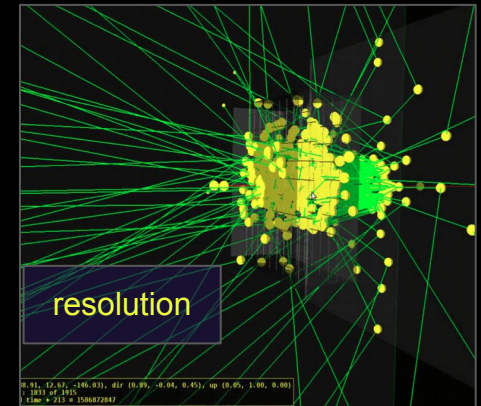 resolution
8.91, 12.67, -146.03), dir (0.89, -0.04, 0.45), up (0.05, 1.00, 0.00)
: 1833 of 1915
time + 213 = 1586872847